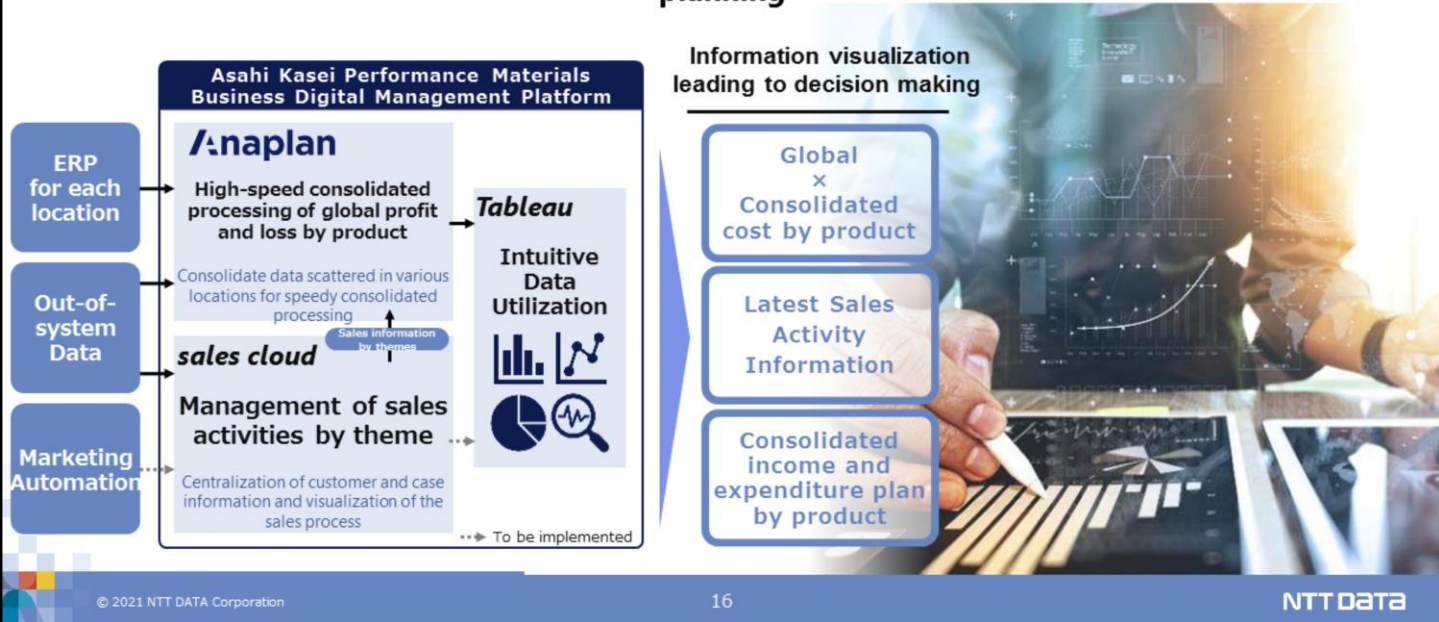 planning
Information visualization
leading to decision making
Asahi Kasei Performance Materials
Business Digital Management Platform
ERP
for each
location
Out-of-
system
Data
Marketing
Automation
Anaplan
High-speed consolidated
processing of global profit
and loss by product
Consolidate data scattered in various
locations for speedy consolidated
processing
Sales information
by themes
sales cloud
Management of sales
activities by theme
Centralization of customer and case
information and visualization of the
sales process
Tableau
Intuitive
Data
Utilization
To be implemented
Global
×
Consolidated
cost by product
Latest Sales
Activity
Information
Consolidated
income and
expenditure plan
by product
© 2021 NTT DATA Corporation
16
NTT DATA